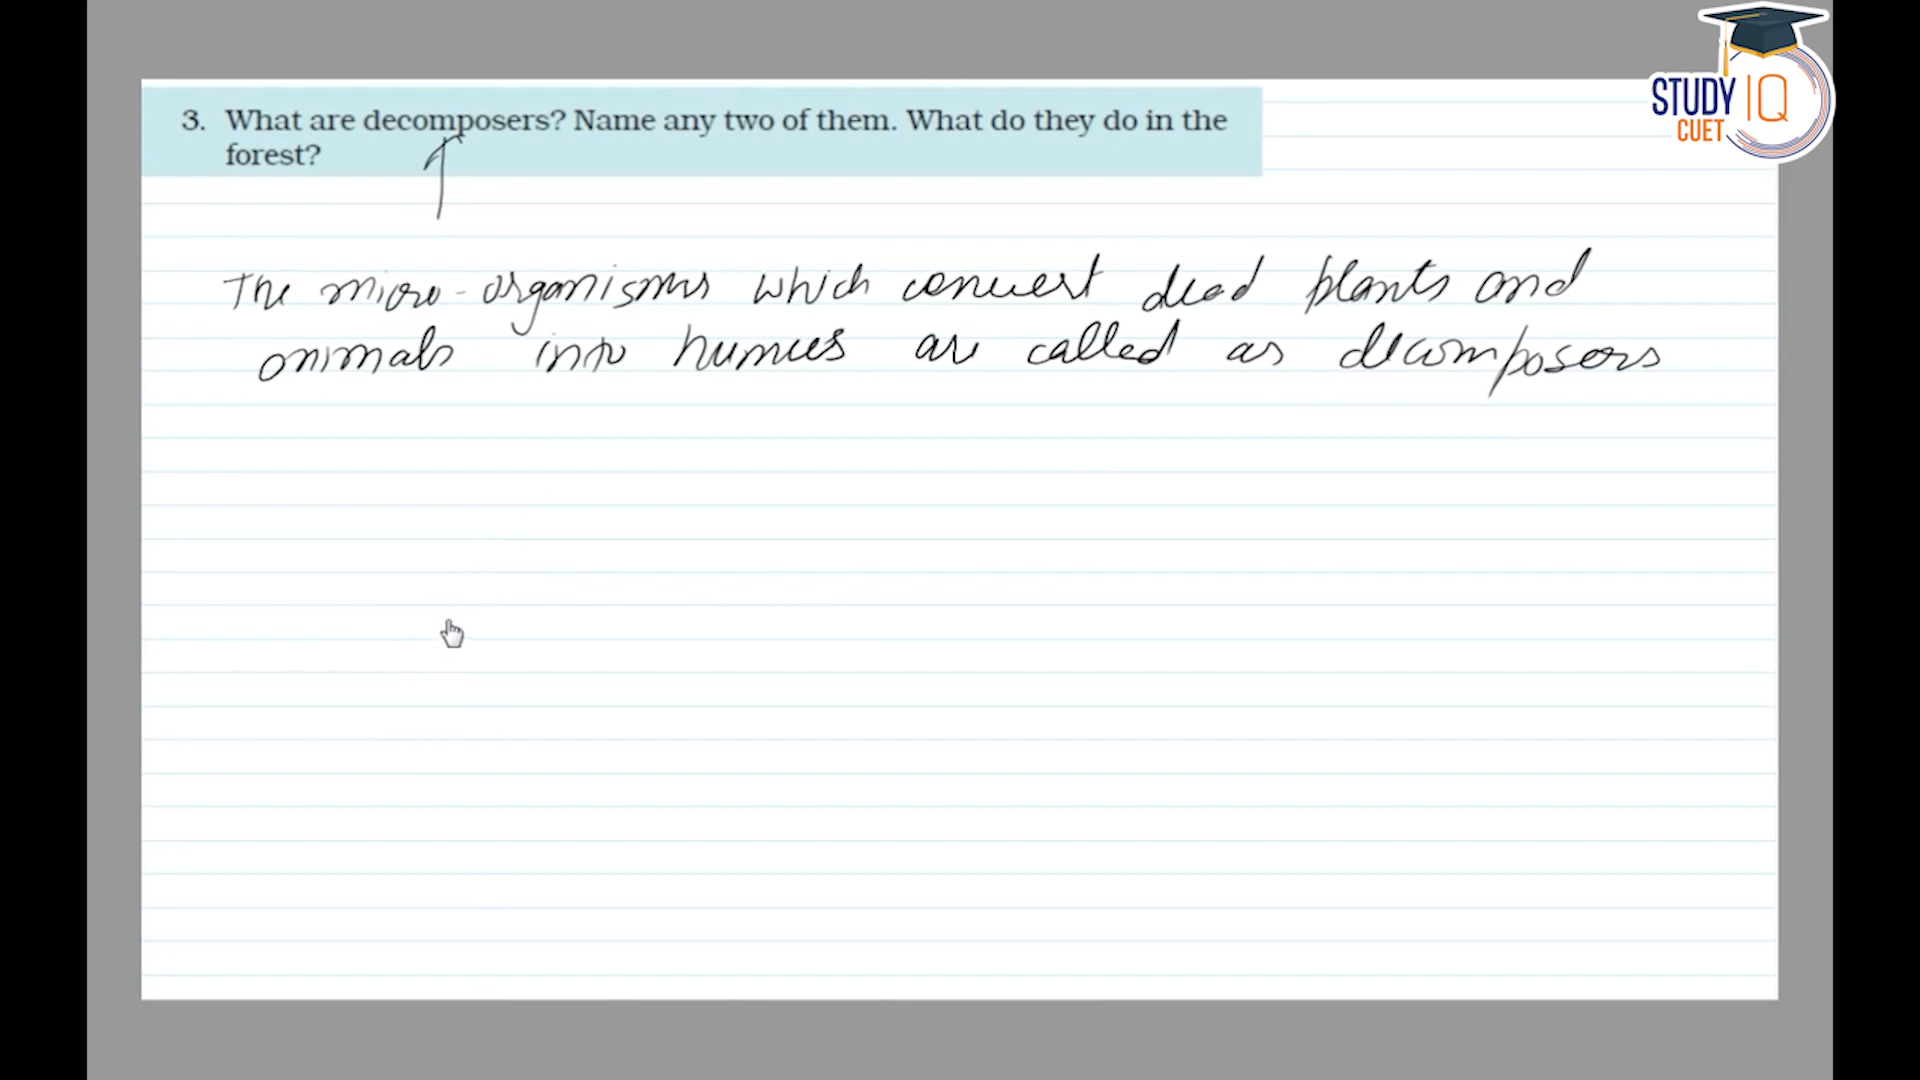 3. What are decomposers? Name any two of them. What do they do in the
forest?
The micro-organisms which convert dead plants and
animals into humus are called as decomposers
STUDY IQ
CUET